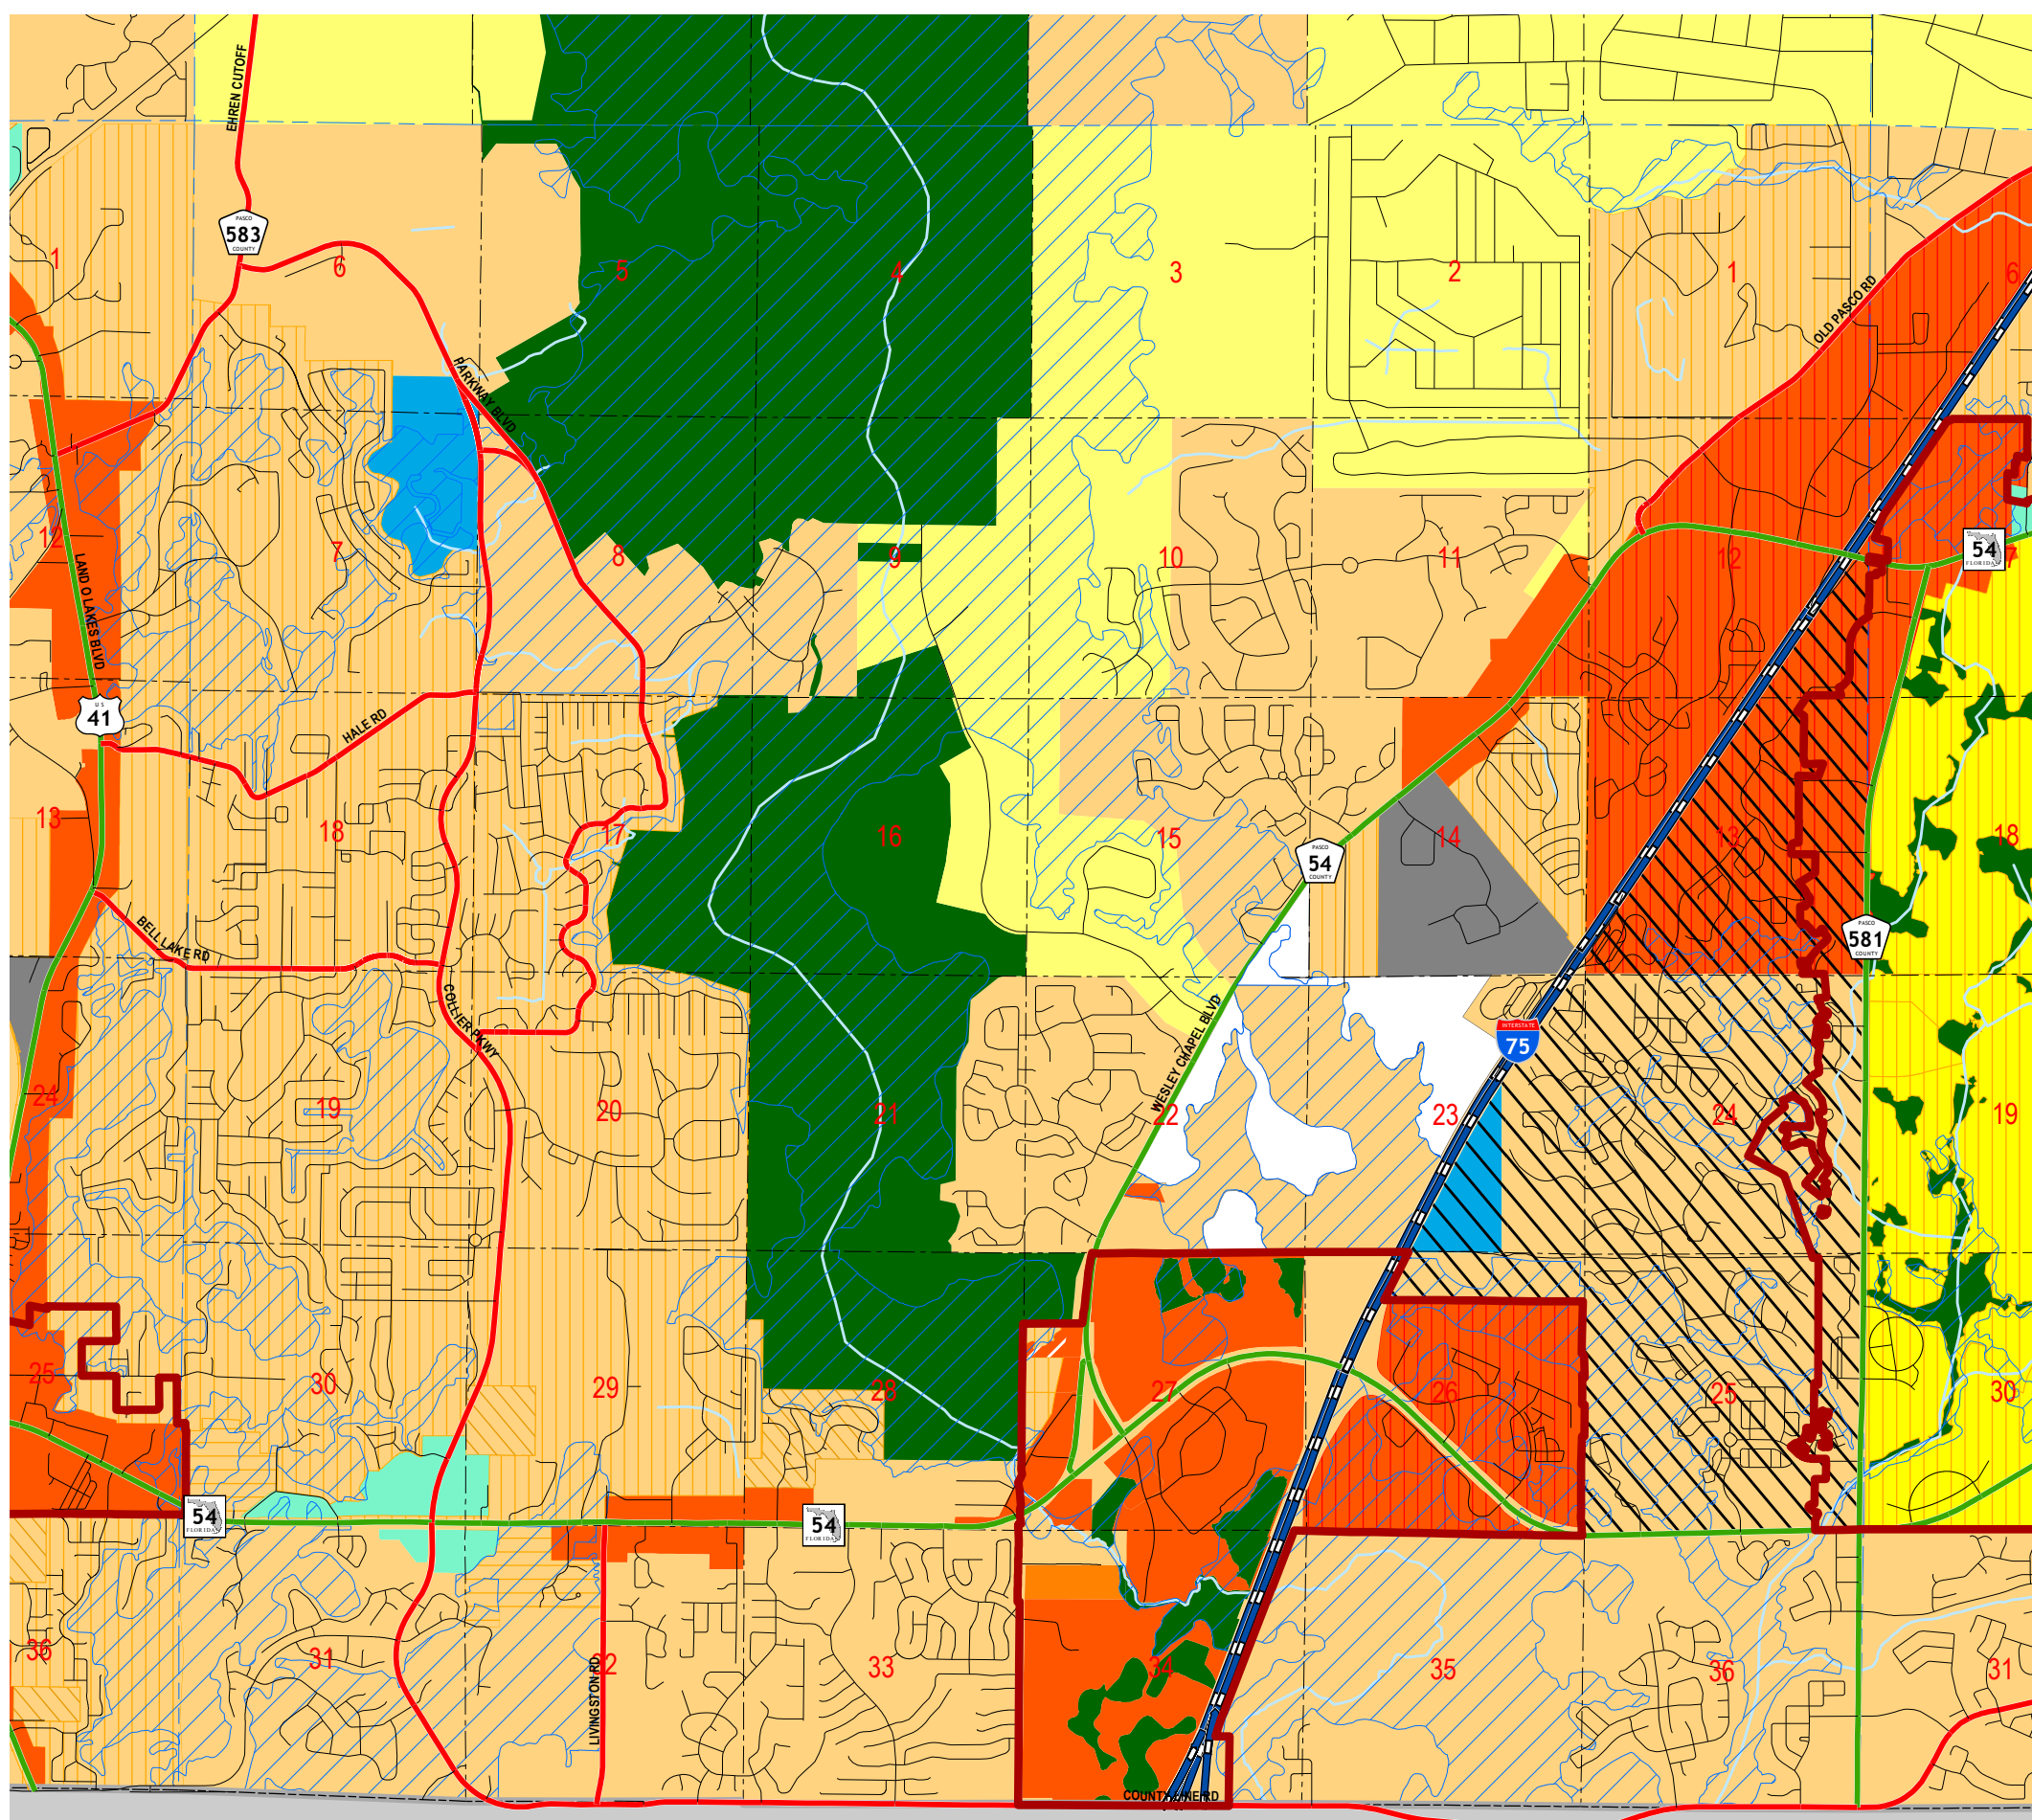 EHREN CUTOFF
PASCO
583
COUNTY
1
6
5
4
3
2
1
6
OLD PASCO RD
PARKWAY BLVD
12
7
8
9
10
11
12
7
54
FLORIDA
LAND O LAKES BLVD
US
41
HALE RD
13
18
17
16
15
14
13
18
PASCO
54
COUNTY
PASCO
581
COUNTY
BELL LAKE RD
COLLIER PKWY
WESLEY CHAPEL BLVD
INTERSTATE
75
24
19
20
21
22
23
24
19
25
30
29
28
27
26
25
30
54
FLORIDA
54
FLORIDA
36
31
32
33
34
35
36
31
LIVINGSTON RD
COUNTY LINE RD